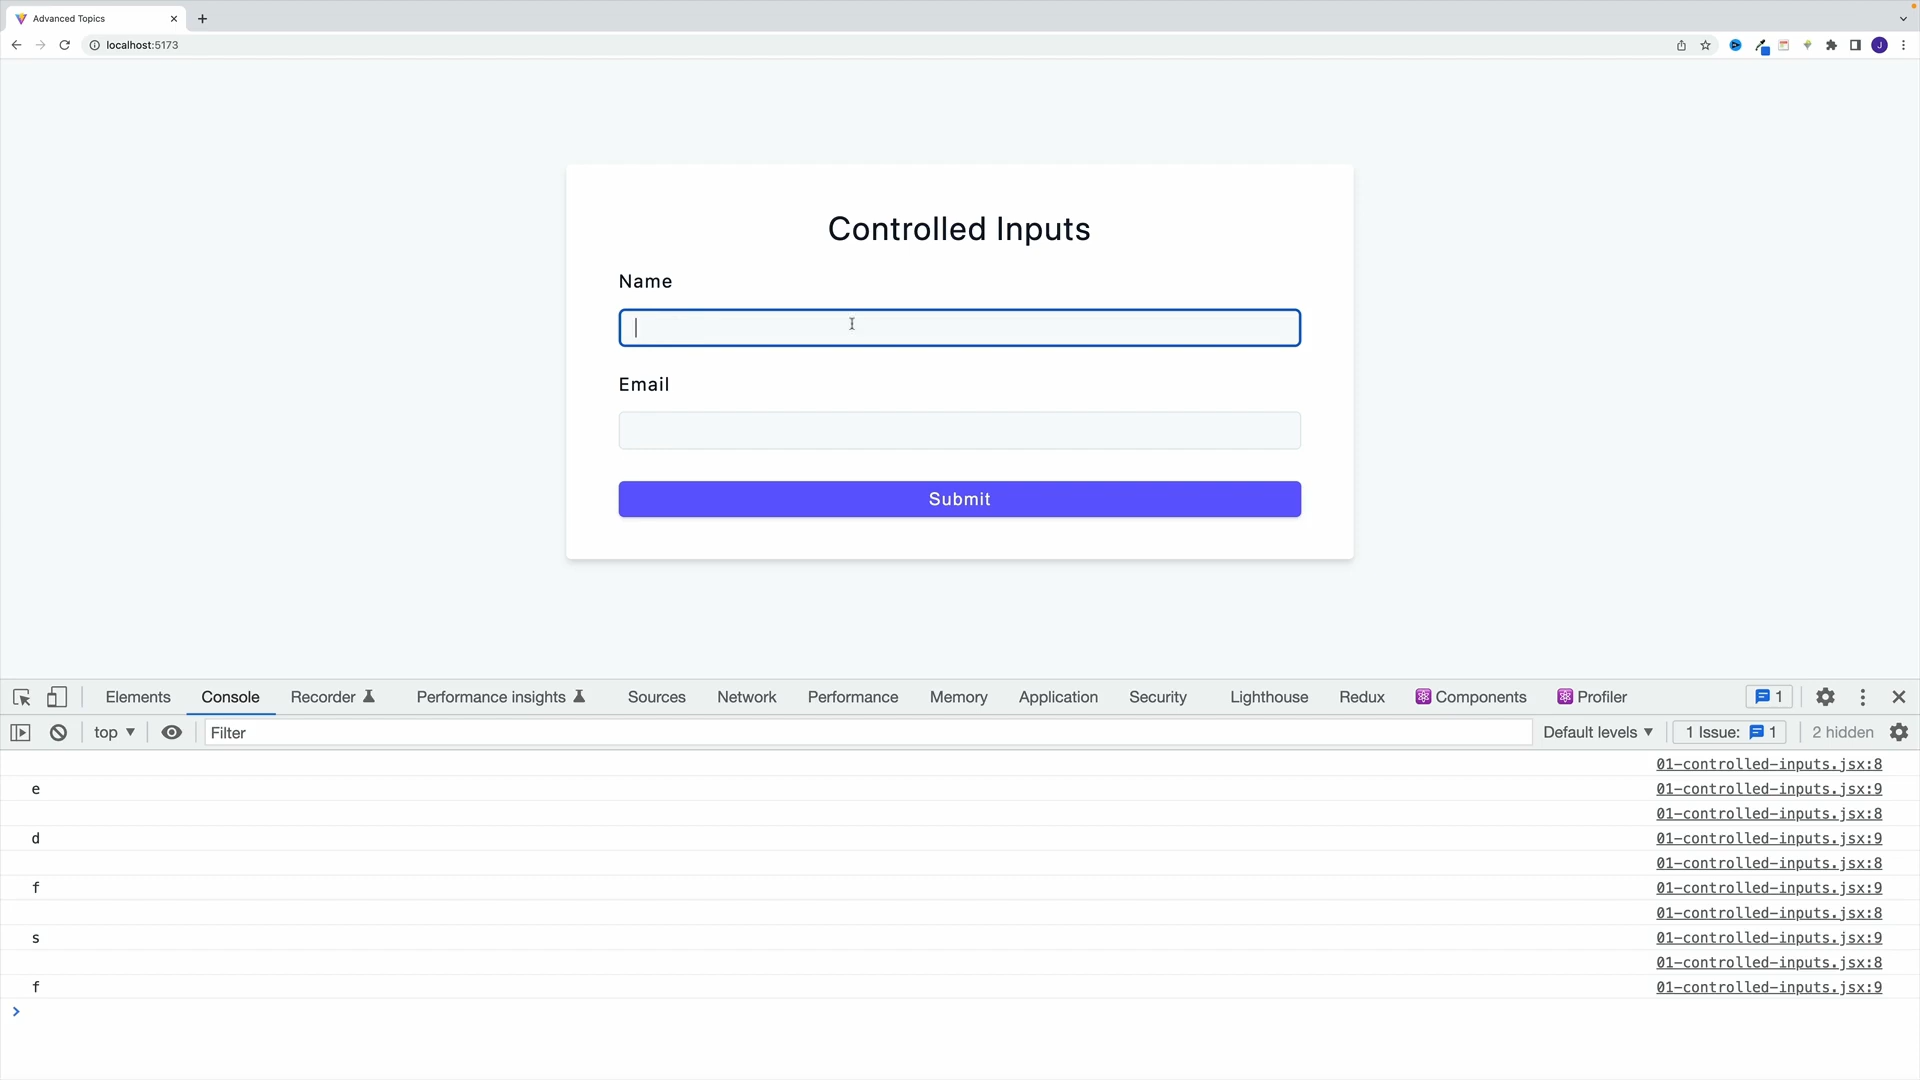 Advanced Topics
localhost:5173
J
Controlled Inputs
Name
Email
Submit
Elements Console Recorder Performance insights Sources Network Performance Memory Application Security Lighthouse Redux Components Profiler 1
top Filter Default levels 1 Issue: 1 2 hidden
01-controlled-inputs.jsx:8
e 01-controlled-inputs.jsx:9
01-controlled-inputs.jsx:8
d 01-controlled-inputs.jsx:9
01-controlled-inputs.jsx:8
f 01-controlled-inputs.jsx:9
01-controlled-inputs.jsx:8
s 01-controlled-inputs.jsx:9
01-controlled-inputs.jsx:8
f 01-controlled-inputs.jsx:9